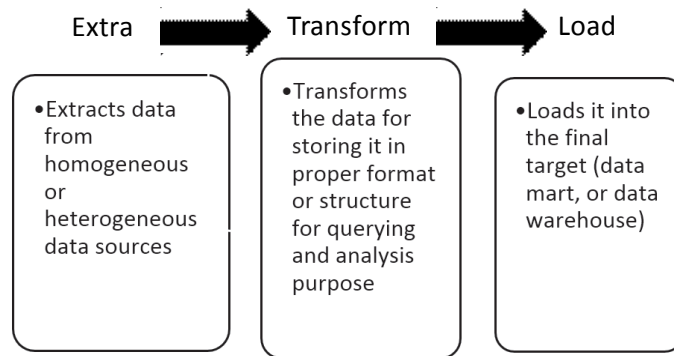 Extra
Transform
Load
•Extracts data
from
homogeneous
or
heterogeneous
data sources
•Transforms
the data for
storing it in
proper format
or structure
for querying
and analysis
purpose
•Loads it into
the final
target (data
mart, or data
warehouse)